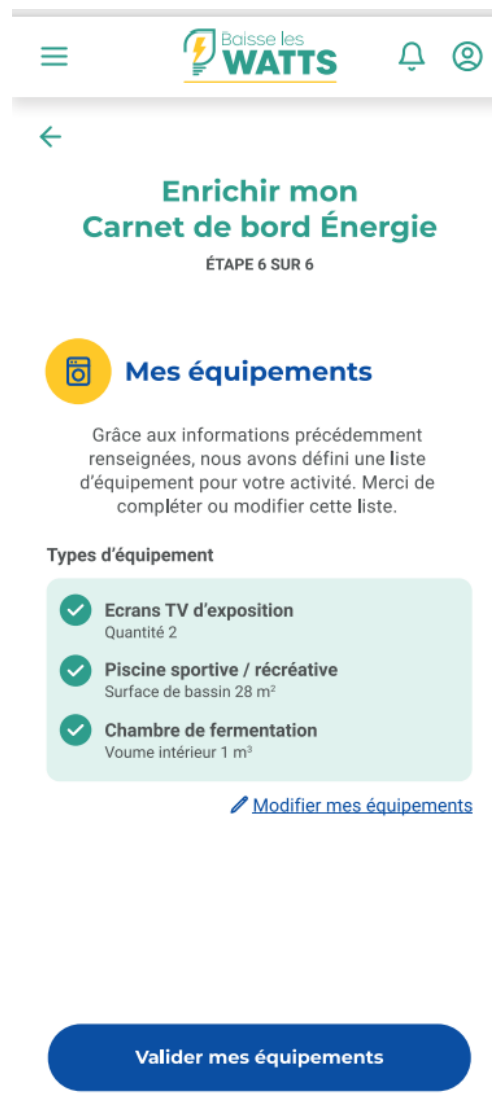 Baisse les
WATTS
Enrichir mon
Carnet de bord Énergie
ÉTAPE 6 SUR 6
Mes équipements
Grâce aux informations précédemment
renseignées, nous avons défini une liste
d'équipement pour votre activité. Merci de
compléter ou modifier cette liste.
Types d'équipement
Ecrans TV d'exposition
Quantité 2
Piscine sportive / récréative
Surface de bassin 28 m²
Chambre de fermentation
Voume intérieur 1 m³
Modifier mes équipements
Valider mes équipements